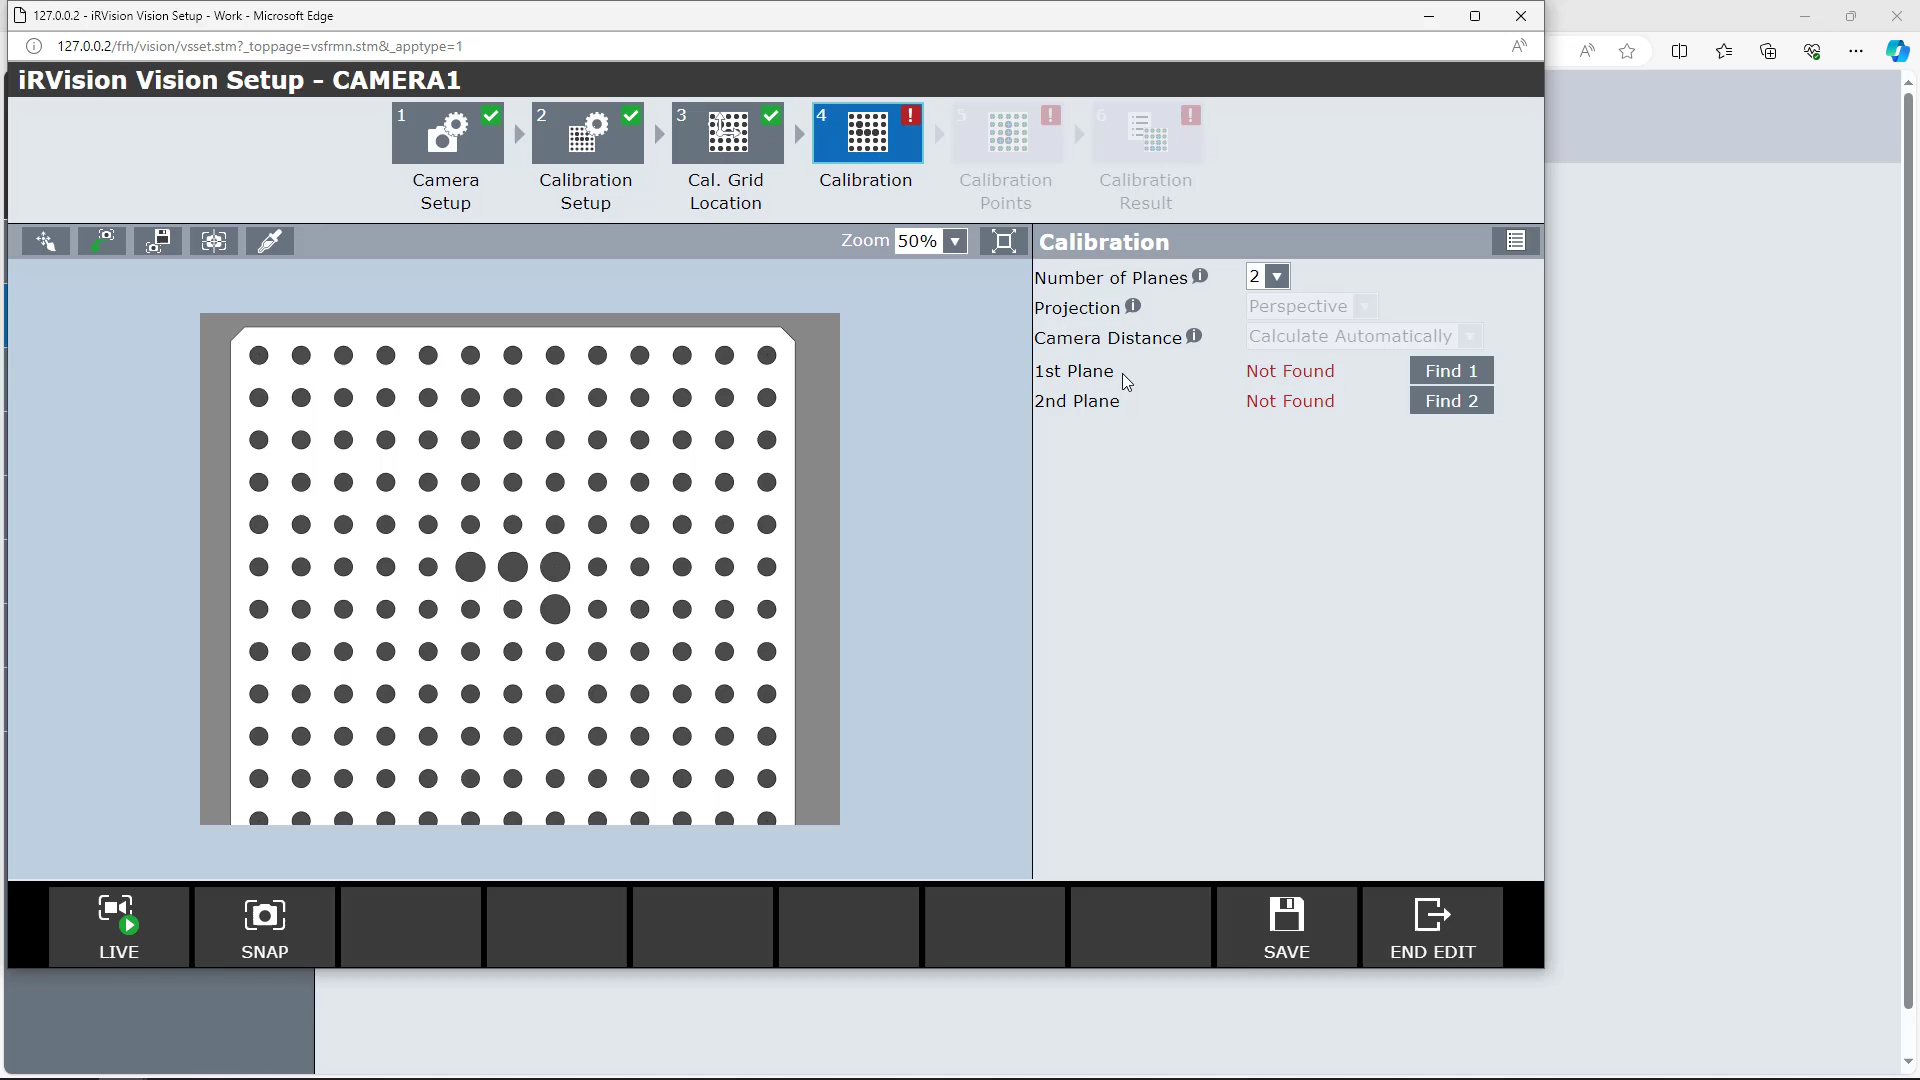 127.0.0.2 - iRVision Vision Setup - Work - Microsoft Edge
127.0.0.2/frh/vision/vsset.stm?_toppage=vsfrmn.stm&_apptype=1
iRVision Vision Setup - CAMERA1
1 2 3 4 ! 5 ! 6 !
Camera Setup
Calibration Setup
Cal. Grid Location
Calibration
Calibration Points
Calibration Result
Zoom 50%
Calibration
Number of Planes 2
Projection Perspective
Camera Distance Calculate Automatically
1st Plane Not Found Find 1
2nd Plane Not Found Find 2
LIVE SNAP SAVE END EDIT